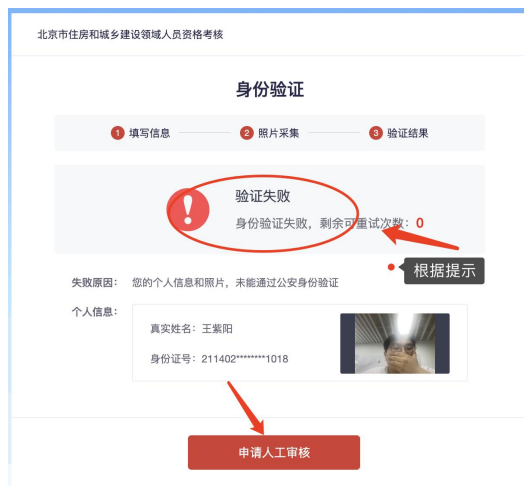 北京市住房和城乡建设领域人员资格考核
身份验证
1 填写信息 2 照片采集 3 验证结果
验证失败
身份验证失败，剩余可重试次数：0
根据提示
失败原因： 您的个人信息和照片，未能通过公安身份验证
个人信息：
真实姓名：王紫阳
身份证号：211402********1018
申请人工审核